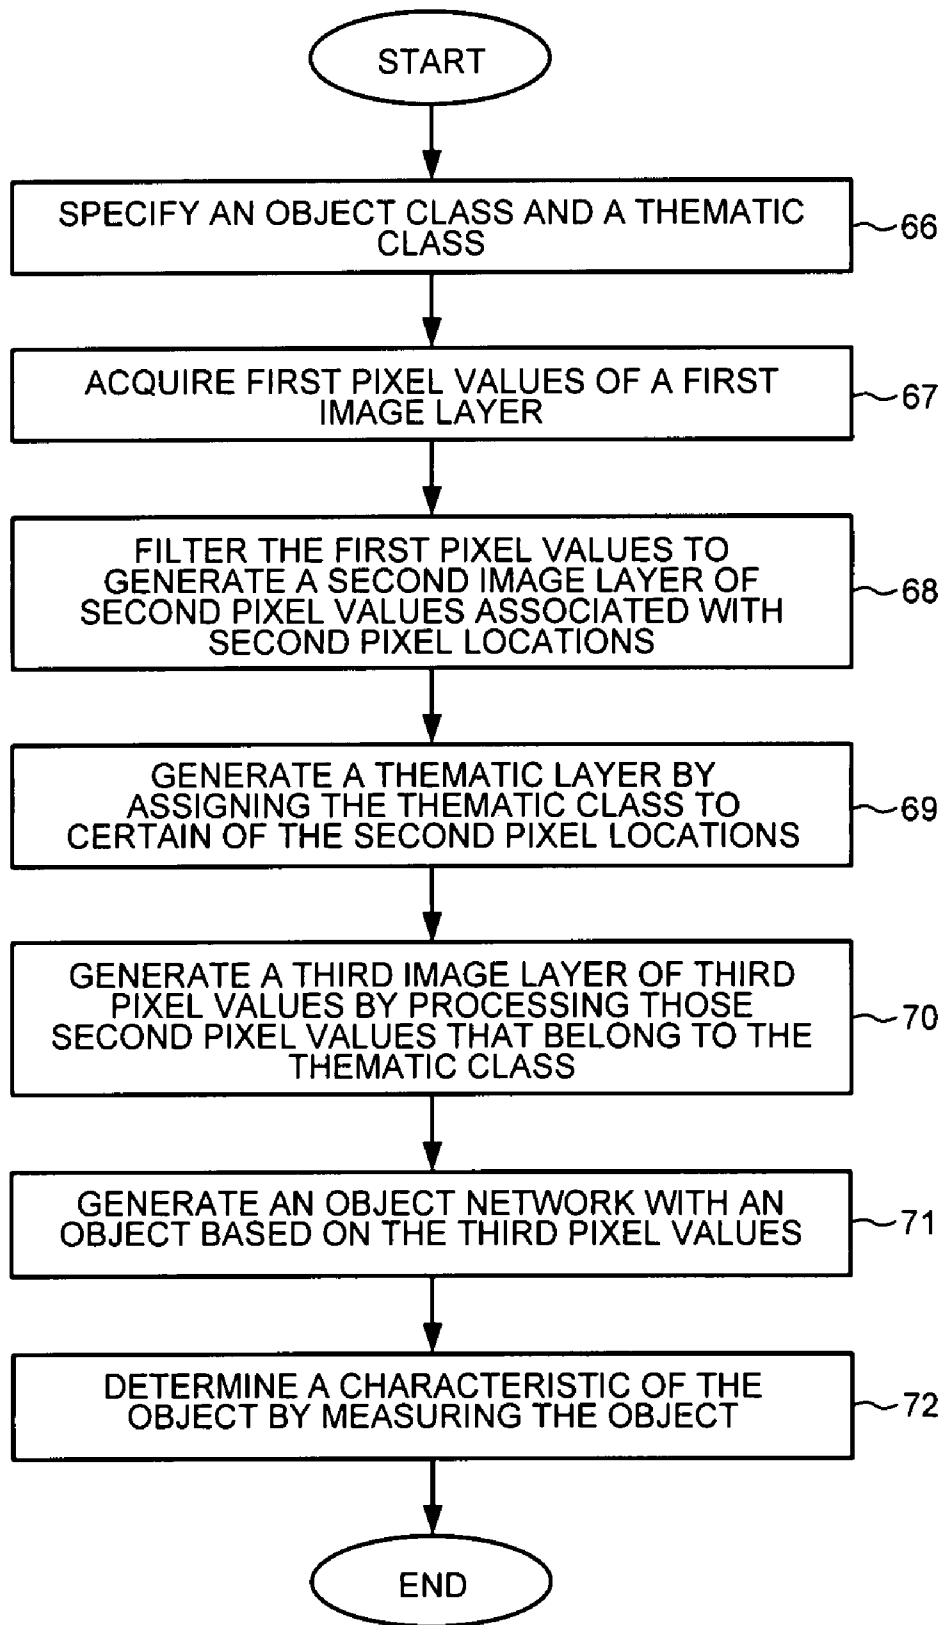 START
SPECIFY AN OBJECT CLASS AND A THEMATIC
CLASS
66
ACQUIRE FIRST PIXEL VALUES OF A FIRST
IMAGE LAYER
67
FILTER THE FIRST PIXEL VALUES TO
GENERATE A SECOND IMAGE LAYER OF
SECOND PIXEL VALUES ASSOCIATED WITH
SECOND PIXEL LOCATIONS
68
GENERATE A THEMATIC LAYER BY
ASSIGNING THE THEMATIC CLASS TO
CERTAIN OF THE SECOND PIXEL LOCATIONS
69
GENERATE A THIRD IMAGE LAYER OF THIRD
PIXEL VALUES BY PROCESSING THOSE
SECOND PIXEL VALUES THAT BELONG TO THE
THEMATIC CLASS
70
GENERATE AN OBJECT NETWORK WITH AN
OBJECT BASED ON THE THIRD PIXEL VALUES
71
DETERMINE A CHARACTERISTIC OF THE
OBJECT BY MEASURING THE OBJECT
72
END